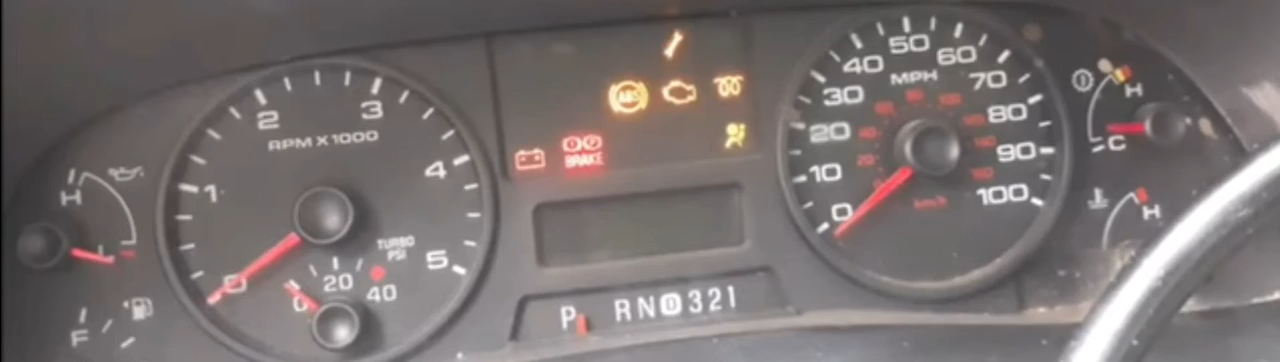 2 3
RPM X 1000
1 4
0 5
TURBO
PSI
0 20 40
H
L
F
ABS
BRAKE
P R N D 3 2 1
0 10 20 30 40 50 60 70 80 90 100
MPH
km/h
H
C
H